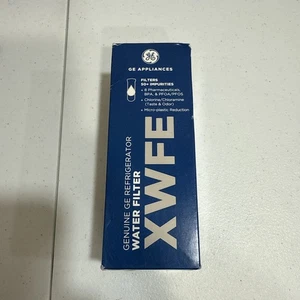 GE APPLIANCES
FILTERS
50+ IMPURITIES
• 8 Pharmaceuticals,
BPA, & PFOA/PFOS
• Chlorine/Chloramine
(Taste & Odor)
• Micro-plastic Reduction
GENUINE GE REFRIGERATOR
WATER FILTER
XWFE